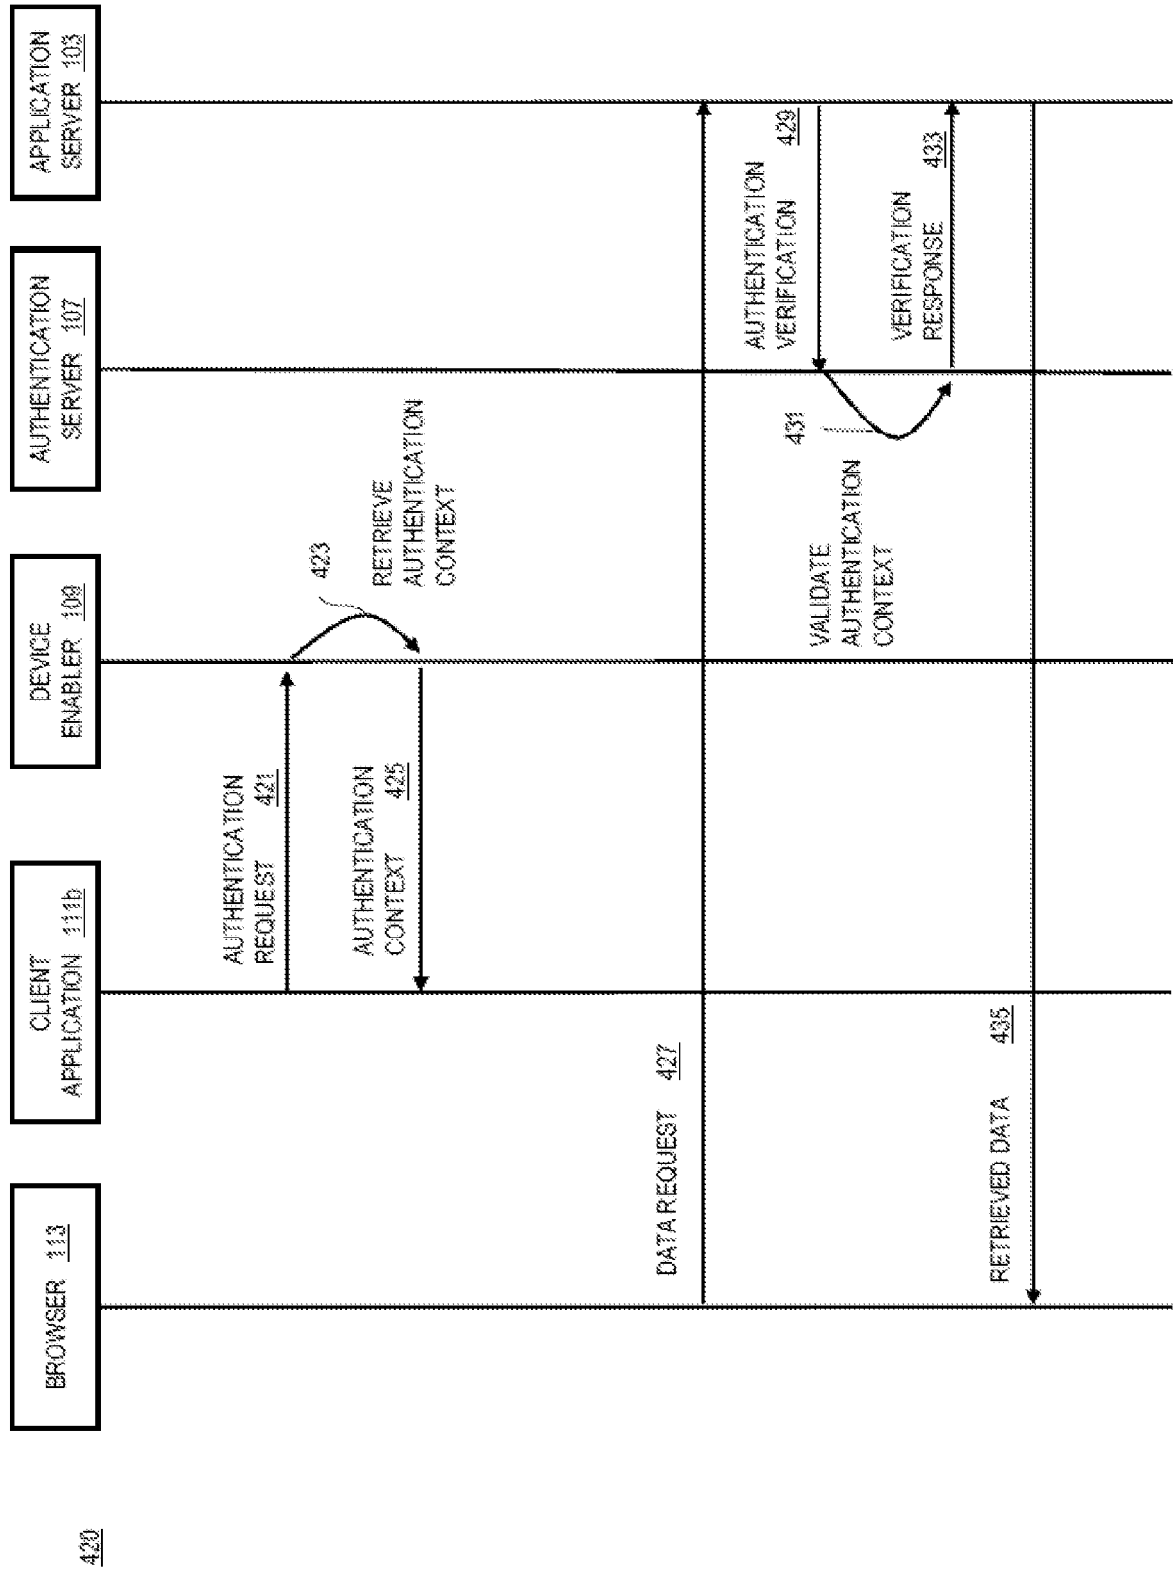 420
BROWSER 113
CLIENT
APPLICATION 111b
DEVICE
ENABLER 109
AUTHENTICATION
SERVER 107
APPLICATION
SERVER 103
AUTHENTICATION
REQUEST 421
423
RETRIEVE
AUTHENTICATION
CONTEXT
AUTHENTICATION
CONTEXT 425
DATA REQUEST 427
AUTHENTICATION
VERIFICATION 429
431
VALIDATE
AUTHENTICATION
CONTEXT
VERIFICATION
RESPONSE 433
RETRIEVED DATA 435